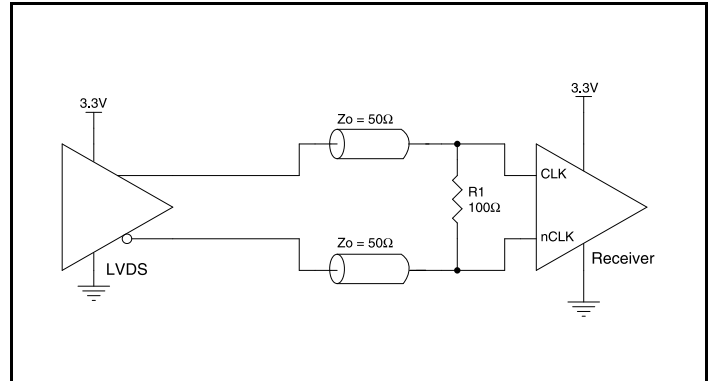 3.3V
3.3V
Zo = 50Ω
CLK
R1
100Ω
nCLK
Zo = 50Ω
LVDS
Receiver